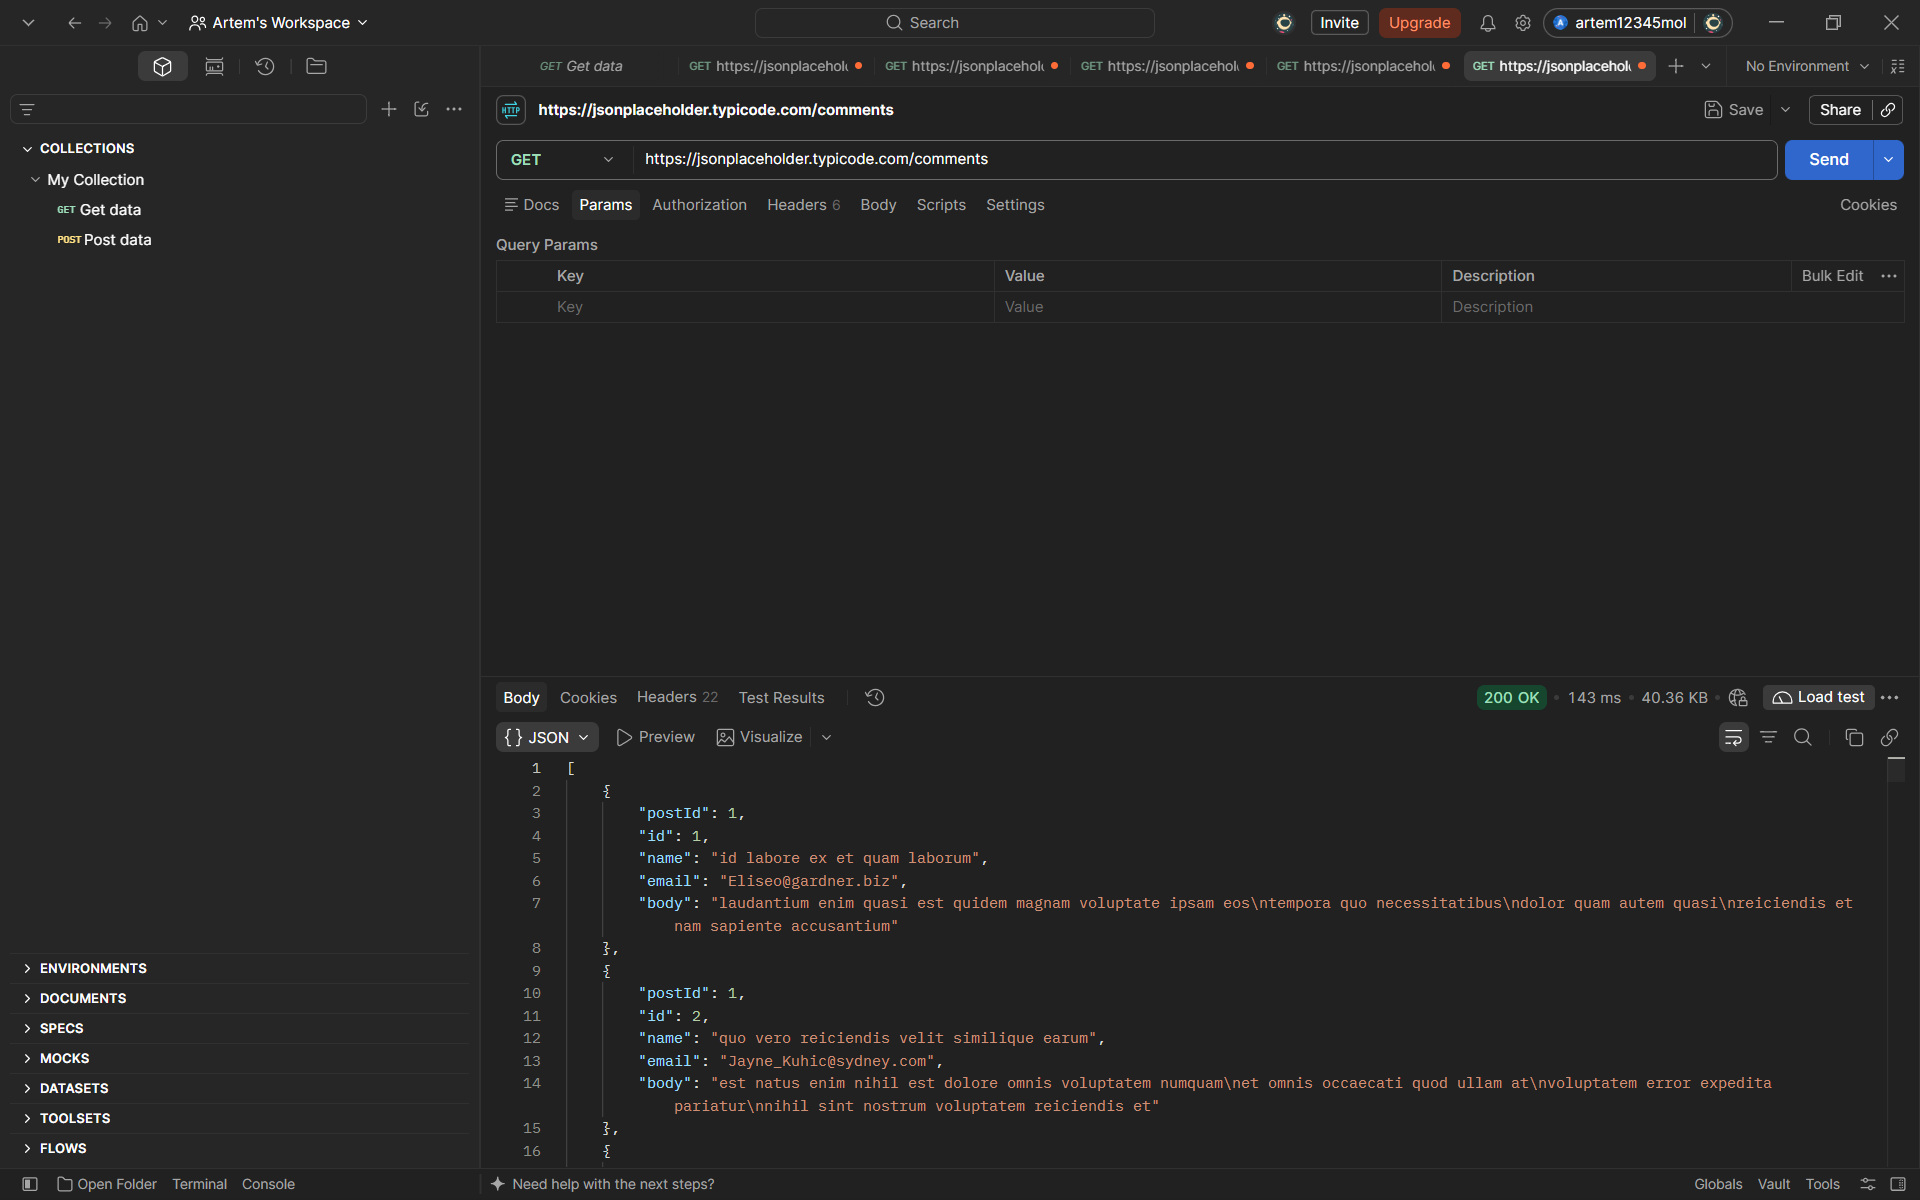 Artem's Workspace
Search
Invite
Upgrade
A
artem12345mol
GET Get data
GET https://jsonplacehol
GET https://jsonplacehol
GET https://jsonplacehol
GET https://jsonplacehol
GET https://jsonplacehol
No Environment
COLLECTIONS
My Collection
GET Get data
POST Post data
HTTP
https://jsonplaceholder.typicode.com/comments
Save
Share
GET
https://jsonplaceholder.typicode.com/comments
Send
Docs
Params
Authorization
Headers 6
Body
Scripts
Settings
Cookies
Query Params
Key
Value
Description
Bulk Edit
Key
Value
Description
Body
Cookies
Headers 22
Test Results
200 OK
143 ms
40.36 KB
Load test
{} JSON
Preview
Visualize
1 [
2 {
3 "postId": 1,
4 "id": 1,
5 "name": "id labore ex et quam laborum",
6 "email": "Eliseo@gardner.biz",
7 "body": "laudantium enim quasi est quidem magnam voluptate ipsam eos\ntempora quo necessitatibus\ndolor quam autem quasi\nreiciendis et
nam sapiente accusantium"
8 },
9 {
10 "postId": 1,
11 "id": 2,
12 "name": "quo vero reiciendis velit similique earum",
13 "email": "Jayne_Kuhic@sydney.com",
14 "body": "est natus enim nihil est dolore omnis voluptatem numquam\net omnis occaecati quod ullam at\nvoluptatem error expedita
pariatur\nnihil sint nostrum voluptatem reiciendis et"
15 },
16 {
ENVIRONMENTS
DOCUMENTS
SPECS
MOCKS
DATASETS
TOOLSETS
FLOWS
Open Folder
Terminal
Console
Need help with the next steps?
Globals
Vault
Tools